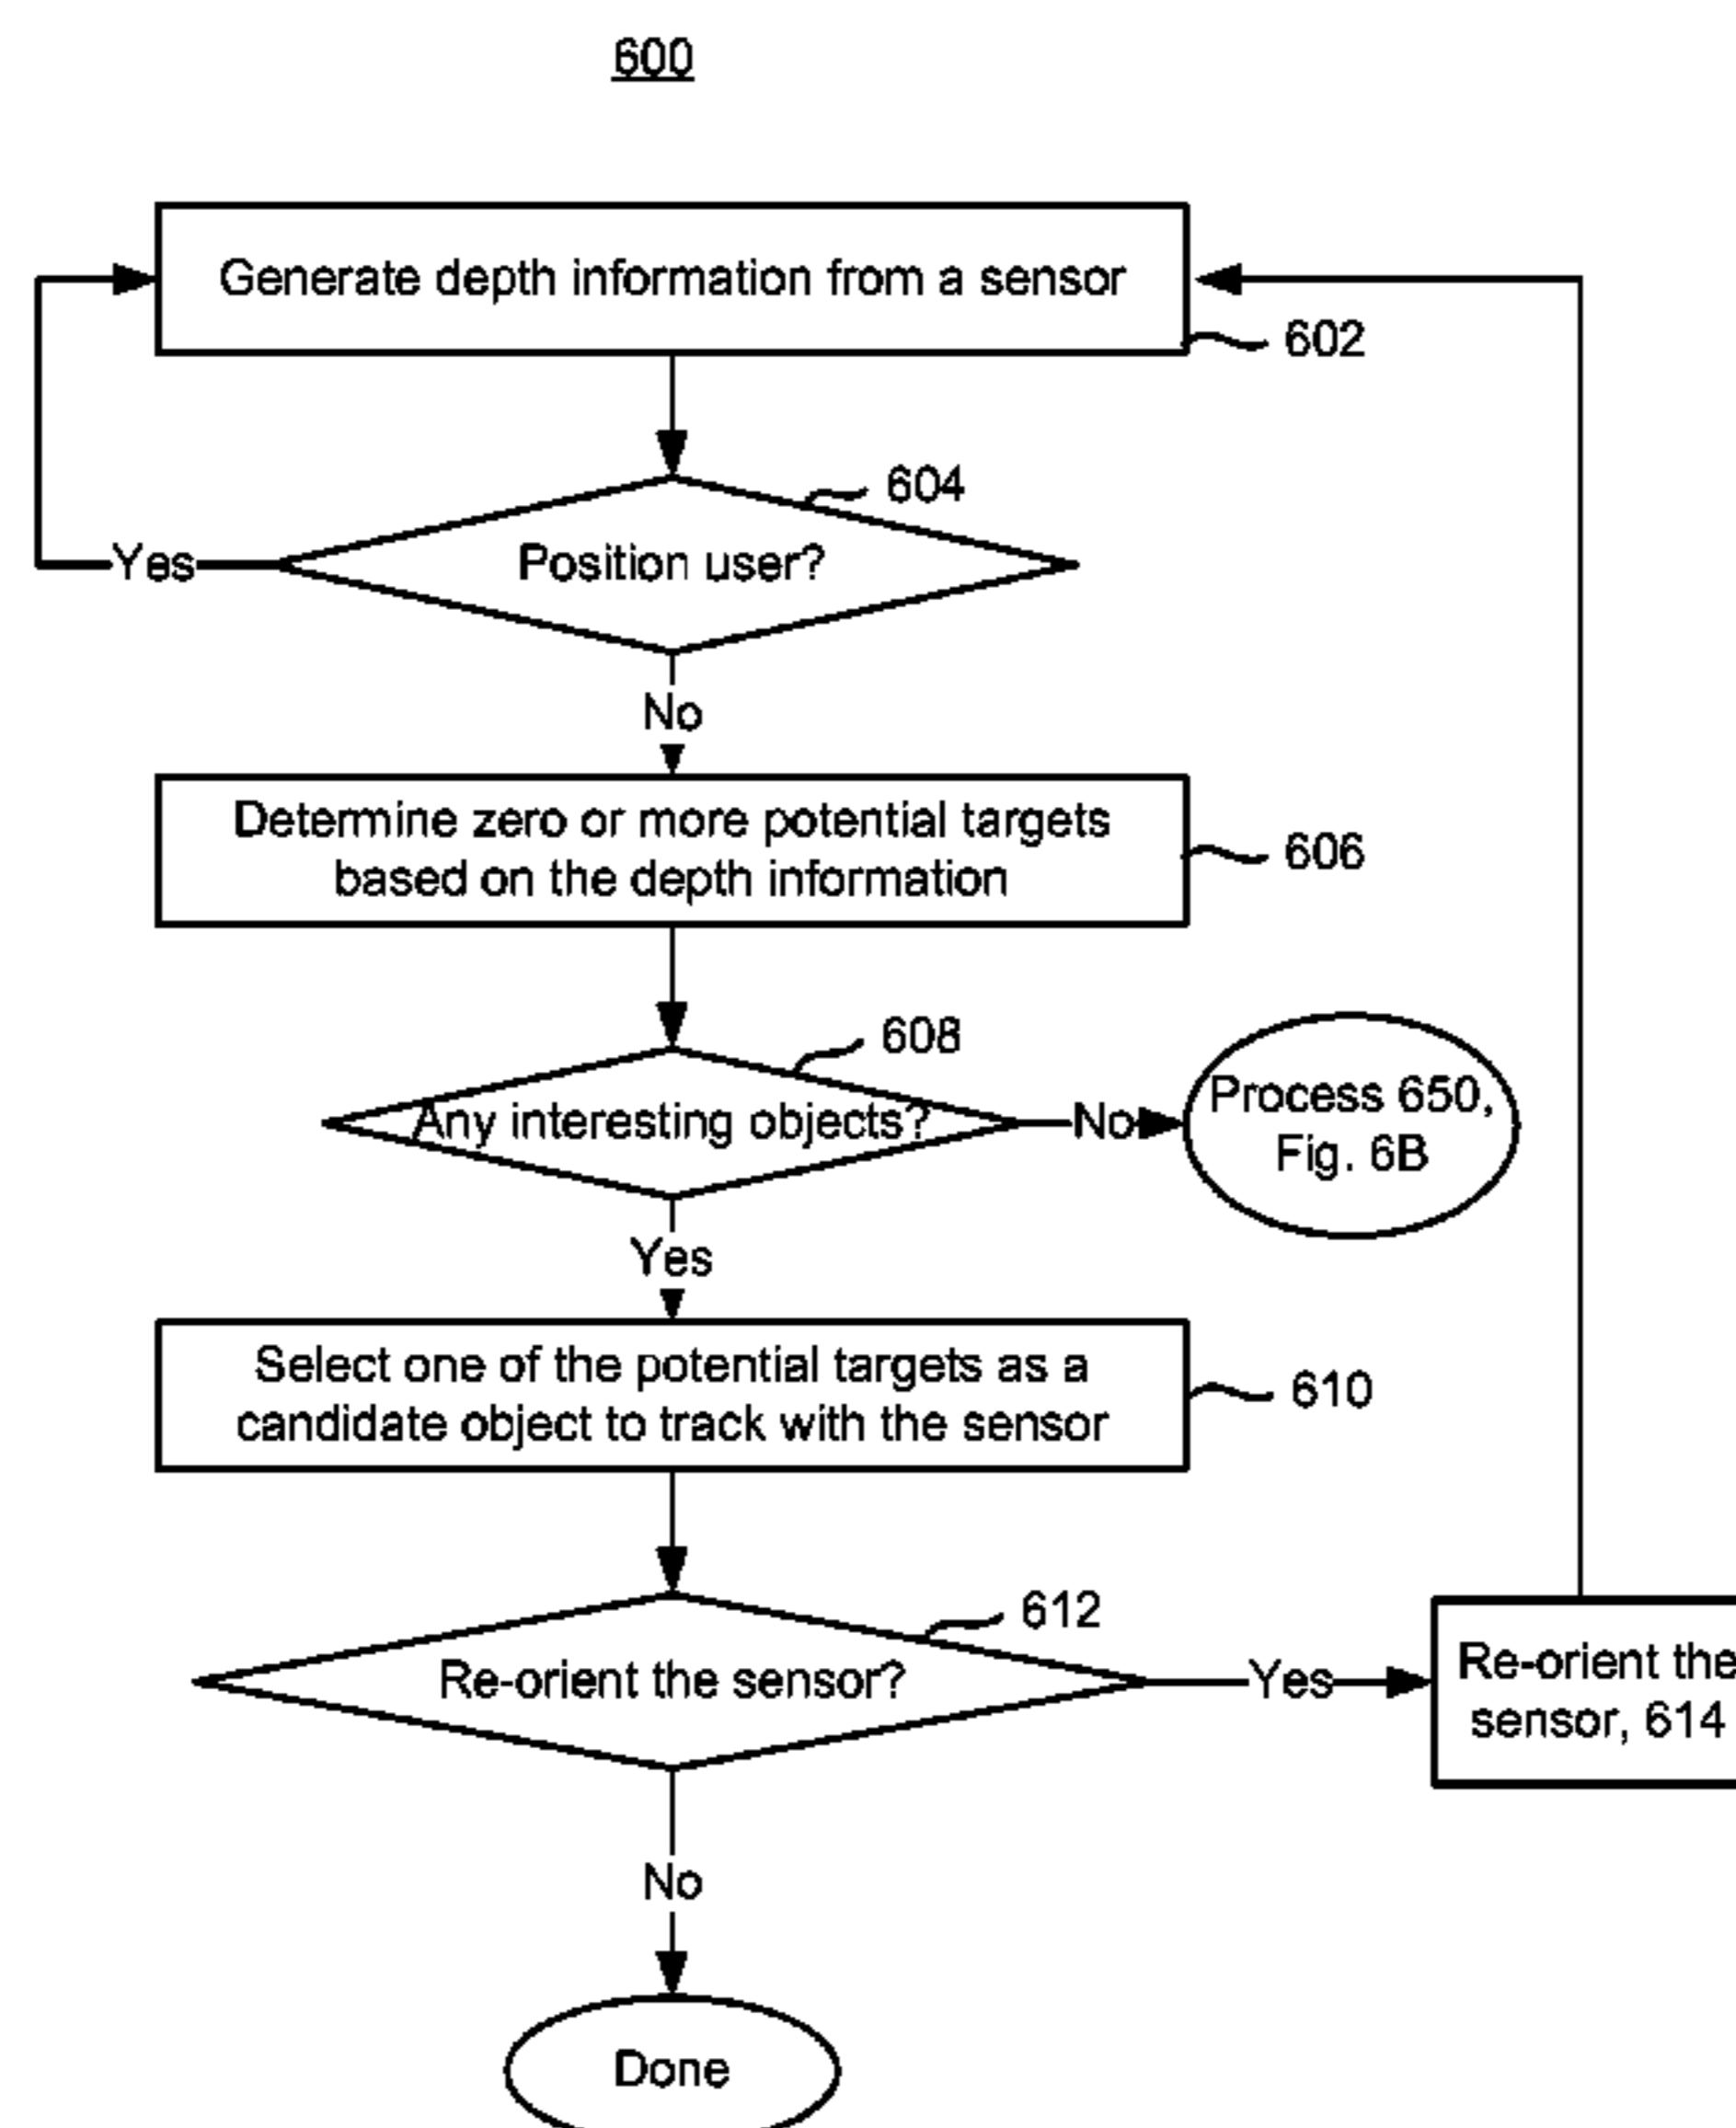 600
Generate depth information from a sensor
602
604
Position user?
Yes
No
Determine zero or more potential targets
based on the depth information
606
608
Any interesting objects?
No
Process 650,
Fig. 6B
Yes
Select one of the potential targets as a
candidate object to track with the sensor
610
612
Re-orient the sensor?
Yes
Re-orient the
sensor, 614
No
Done